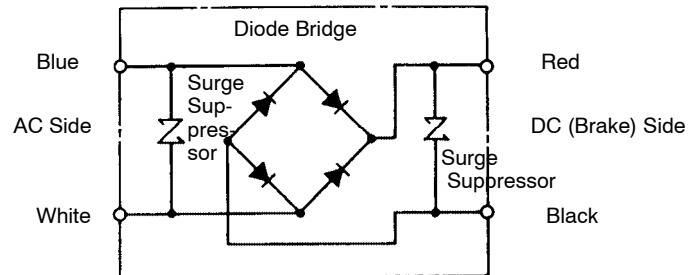 Diode Bridge
Blue
Red
Surge
Sup-
pres-
sor
AC Side
DC (Brake) Side
Surge
Suppressor
White
Black